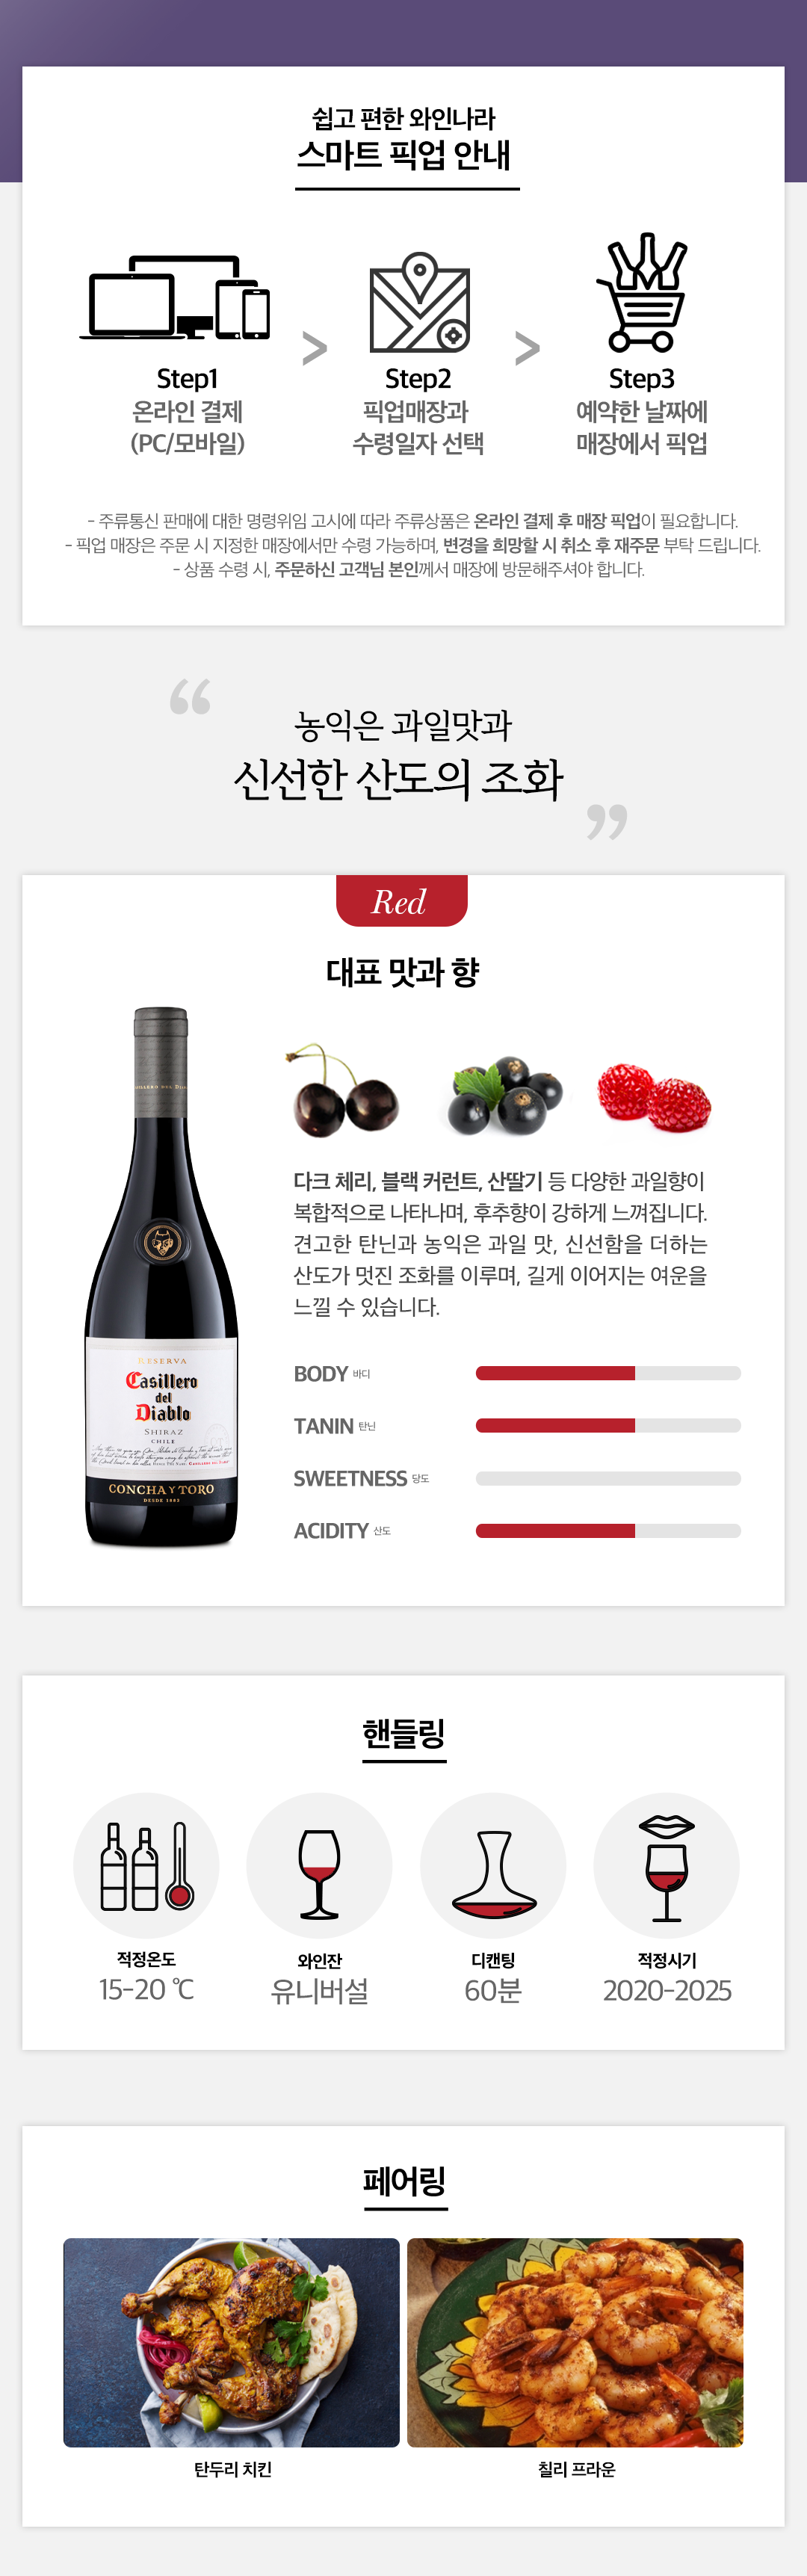 쉽고 편한 와인나라
스마트 픽업 안내
Step1
온라인 결제
(PC/모바일)
>
Step2
픽업매장과
수령일자 선택
>
Step3
예약한 날짜에
매장에서 픽업
- 주류통신 판매에 대한 명령위임 고시에 따라 주류상품은 온라인 결제 후 매장 픽업이 필요합니다.
- 픽업 매장은 주문 시 지정한 매장에서만 수령 가능하며, 변경을 희망할 시 취소 후 재주문 부탁 드립니다.
- 상품 수령 시, 주문하신 고객님 본인께서 매장에 방문해주셔야 합니다.
“
농익은 과일맛과
신선한 산도의 조화
”
Red
대표 맛과 향
다크 체리, 블랙 커런트, 산딸기 등 다양한 과일향이
복합적으로 나타나며, 후추향이 강하게 느껴집니다.
견고한 탄닌과 농익은 과일 맛, 신선함을 더하는
산도가 멋진 조화를 이루며, 길게 이어지는 여운을
느낄 수 있습니다.
RESERVA
Casillero
del
Diablo
SHIRAZ
CHILE
CONCHA Y TORO
DESDE 1883
BODY 바디
TANIN 탄닌
SWEETNESS 당도
ACIDITY 산도
핸들링
적정온도
15-20 ℃
와인잔
유니버설
디캔팅
60분
적정시기
2020-2025
페어링
탄두리 치킨
칠리 프라운